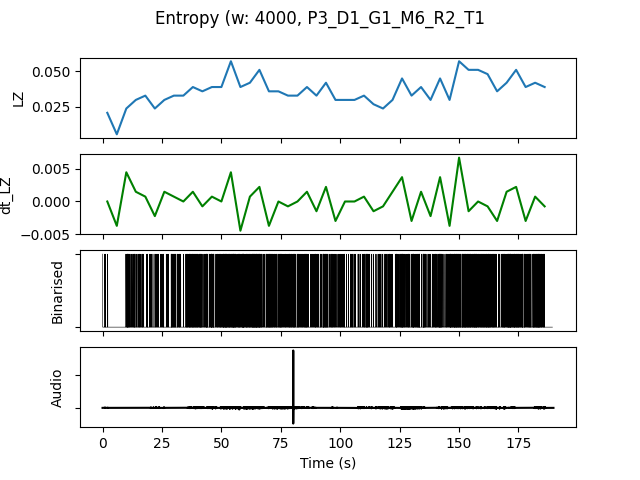 Entropy (w: 4000, P3_D1_G1_M6_R2_T1
LZ
0.050
0.025
dt_LZ
0.005
0.000
−0.005
Binarised
Audio
0 25 50 75 100 125 150 175
Time (s)